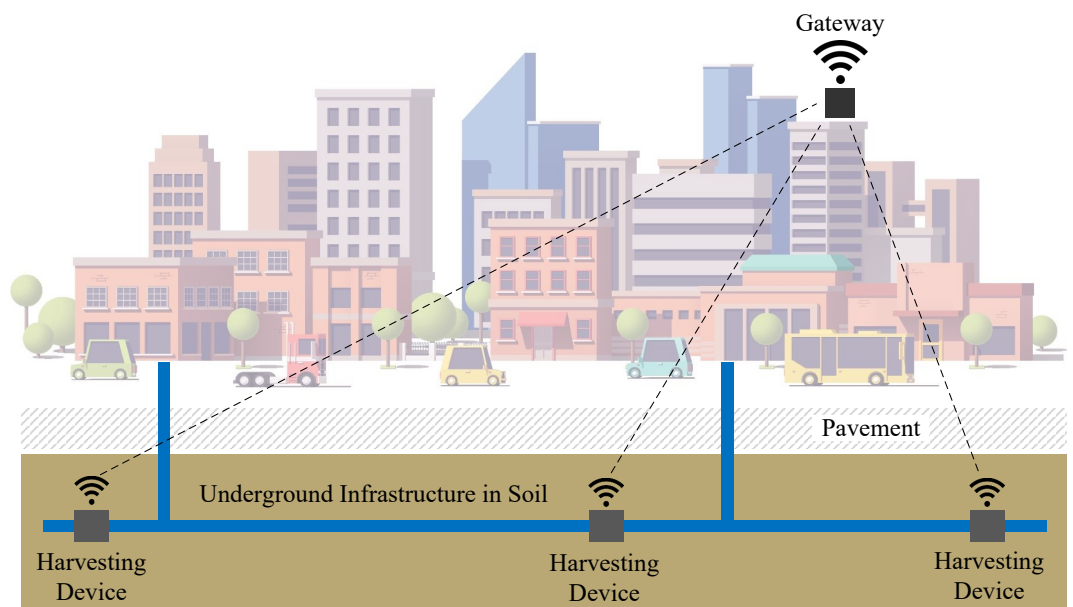 Gateway
Pavement
Underground Infrastructure in Soil
Harvesting
Device
Harvesting
Device
Harvesting
Device